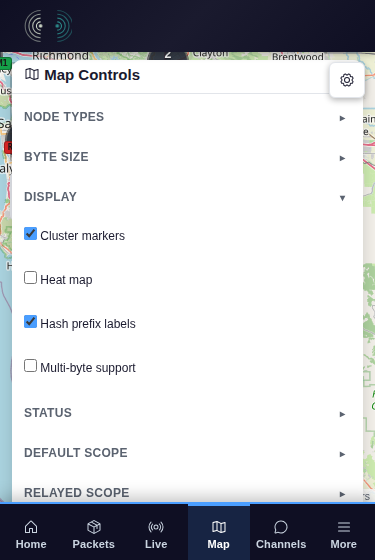 Richmond
2
Clayton
Brentwood
Map Controls
NODE TYPES
BYTE SIZE
DISPLAY
Cluster markers
Heat map
Hash prefix labels
Multi-byte support
STATUS
DEFAULT SCOPE
RELAYED SCOPE
Home
Packets
Live
Map
Channels
More